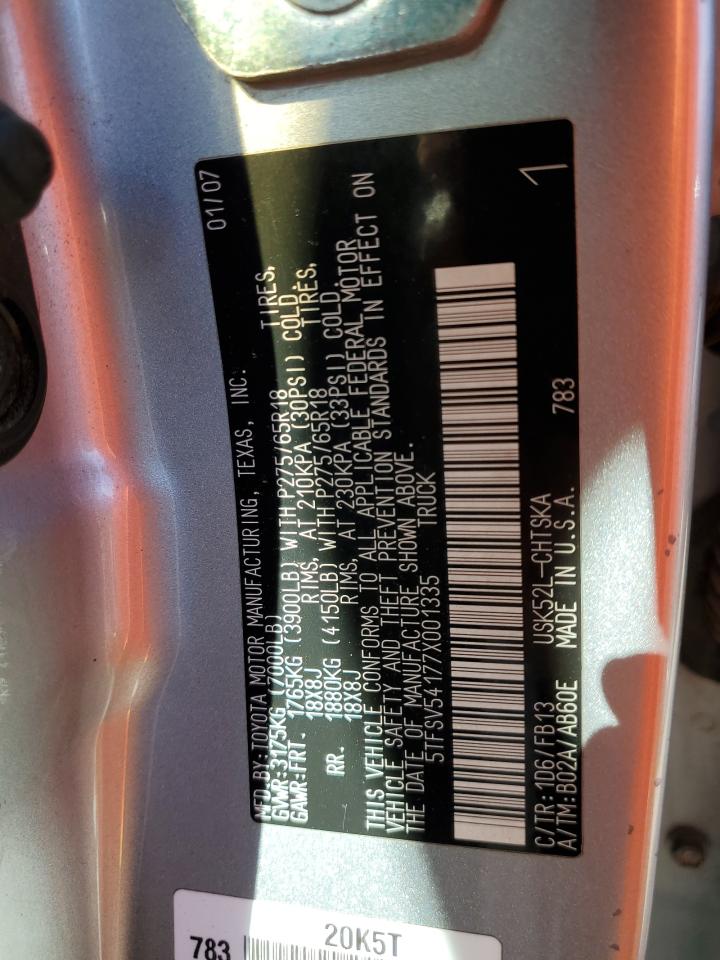 MFD.BY:TOYOTA MOTOR MANUFACTURING, TEXAS, INC. 01/07
GVWR:3175KG (7000LB)
GAWR:FRT. 1765KG (3900LB) WITH P275/65R18 TIRES,
18X8J RIMS, AT 210KPA (30PSI) COLD.
RR. 1880KG (4150LB) WITH P275/65R18 TIRES,
18X8J RIMS, AT 230KPA (33PSI) COLD.
THIS VEHICLE CONFORMS TO ALL APPLICABLE FEDERAL MOTOR
VEHICLE SAFETY AND THEFT PREVENTION STANDARDS IN EFFECT ON
THE DATE OF MANUFACTURE SHOWN ABOVE.
5TFSV54177X001335 TRUCK
C/TR:1D6/FB13 USK52L-CHTSKA
A/TM:B02A/AB60E MADE IN U.S.A. 783 1
20K5T
783